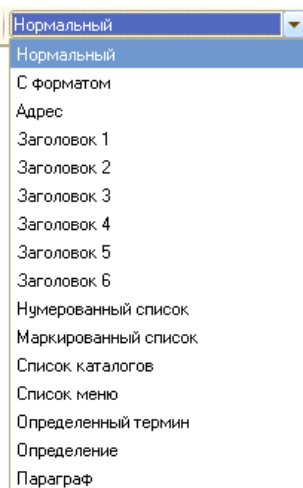 Нормальный
Нормальный
С форматом
Адрес
Заголовок 1
Заголовок 2
Заголовок 3
Заголовок 4
Заголовок 5
Заголовок 6
Нумерованный список
Маркированный список
Список каталогов
Список меню
Определенный термин
Определение
Параграф